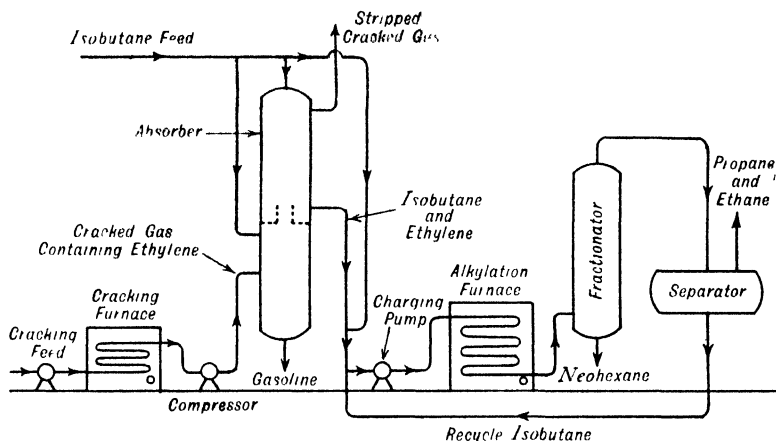 Isobutane Feed
Stripped
Cracked Gas
Absorber
Isobutane
and
Ethylene
Cracked Gas
Containing Ethylene
Cracking
Furnace
Cracking
Feed
Compressor
Gasoline
Charging
Pump
Alkylation
Furnace
Fractionator
Neohexane
Propane
and
Ethane
Separator
Recycle Isobutane